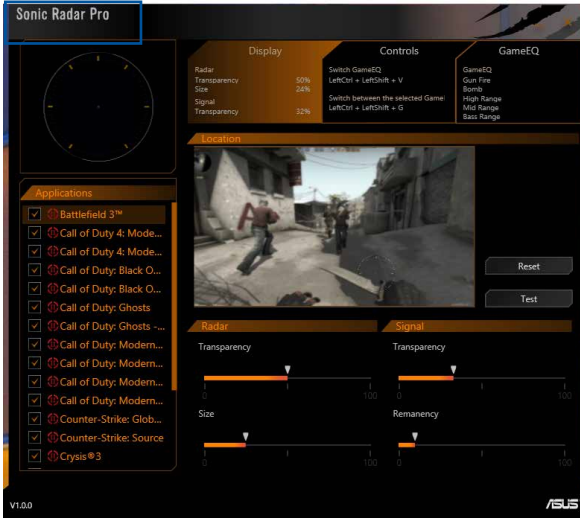 Sonic Radar Pro
Display
Controls
GameEQ
Radar
Transparency 50%
Size 24%
Signal
Transparency 32%
Switch GameEQ
LeftCtrl + LeftShift + V
Switch between the selected Game
LeftCtrl + LeftShift + G
GameEQ
Gun Fire
Bomb
High Range
Mid Range
Bass Range
Location
A
Reset
Test
Applications
Battlefield 3™
Call of Duty 4: Mode...
Call of Duty 4: Mode...
Call of Duty: Black O...
Call of Duty: Black O...
Call of Duty: Ghosts
Call of Duty: Ghosts -...
Call of Duty: Modern...
Call of Duty: Modern...
Call of Duty: Modern...
Call of Duty: Modern...
Counter-Strike: Glob...
Counter-Strike: Source
Crysis®3
Radar
Transparency
0 100
Size
0 100
Signal
Transparency
0 100
Remanency
0 100
V1.0.0
ASUS